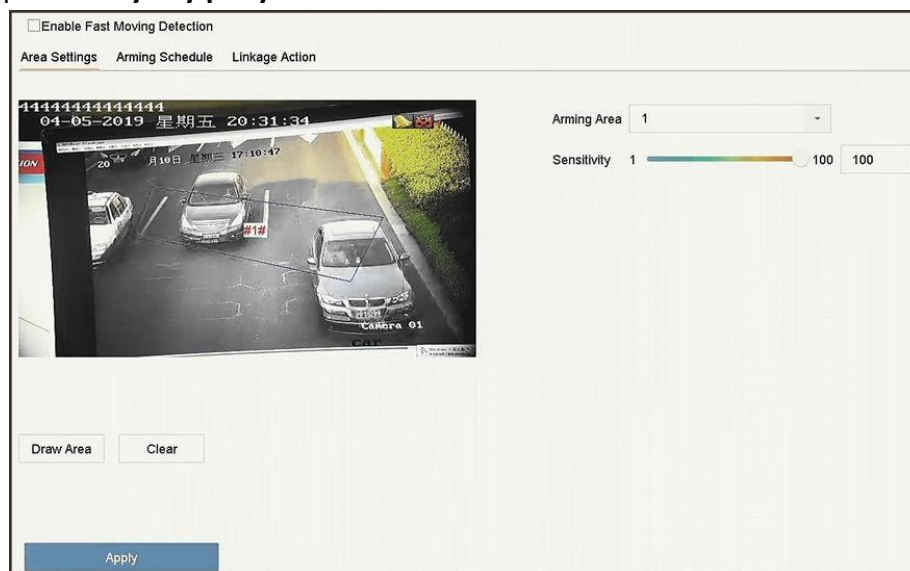 Enable Fast Moving Detection
Area Settings Arming Schedule Linkage Action
44444444444444
04-05-2019 星期五 20:31:34
20 月10日 星期三 17:10:47
#1#
Camera 01
Arming Area 1
Sensitivity 1 100 100
Draw Area Clear
Apply